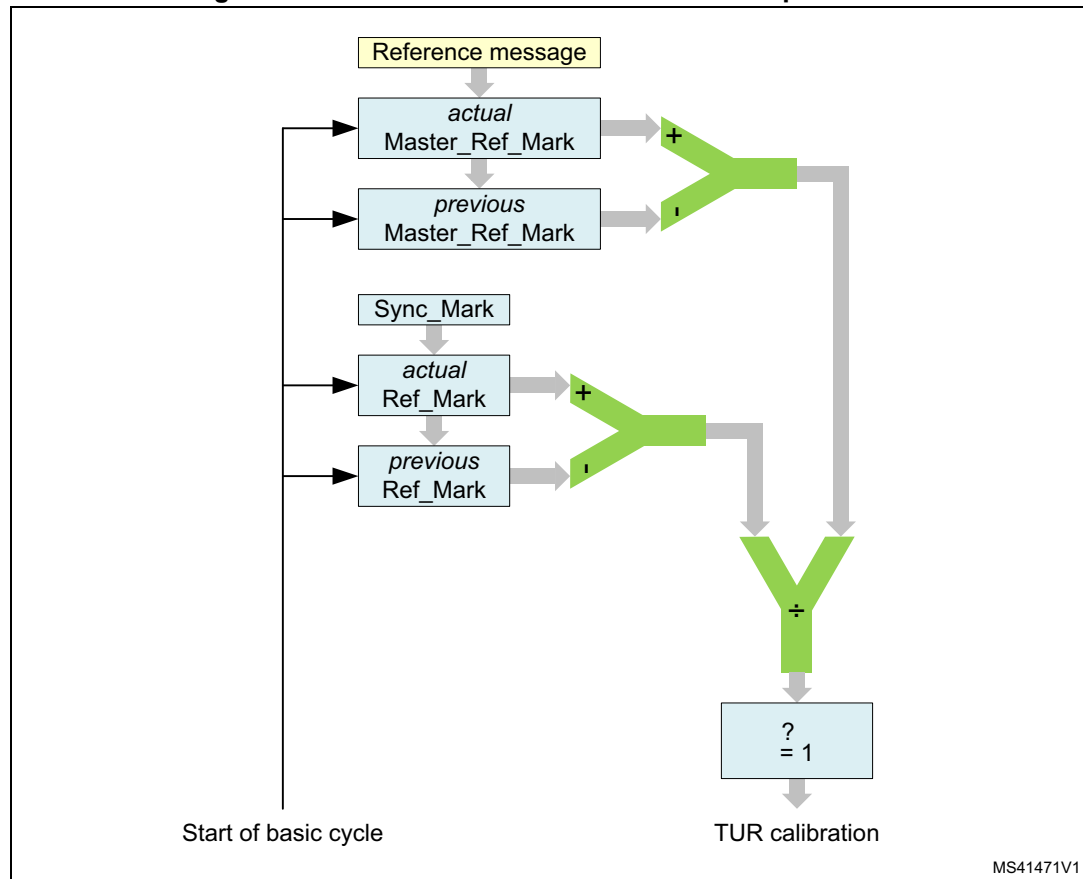 Reference message
actual
Master_Ref_Mark
+
previous
Master_Ref_Mark
-
Sync_Mark
actual
Ref_Mark
+
previous
Ref_Mark
-
÷
?
= 1
Start of basic cycle
TUR calibration
MS41471V1